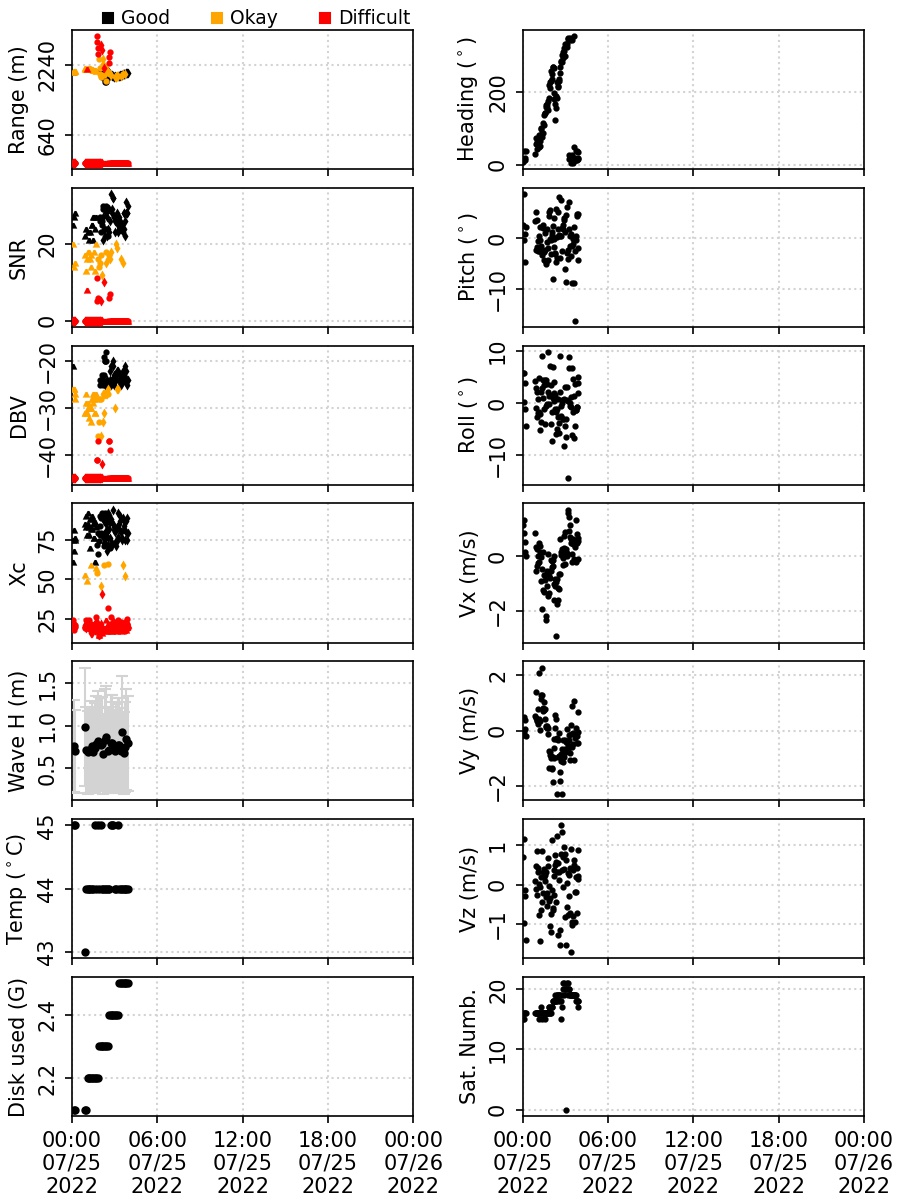 Good Okay Difficult
Range (m)
2240
640
Heading (°)
200
0
SNR
20
0
Pitch (°)
0
−10
DBV
−20
−30
−40
Roll (°)
10
0
−10
Xc
75
50
25
Vx (m/s)
0
−2
Wave H (m)
1.5
1.0
0.5
Vy (m/s)
2
0
−2
Temp (°C)
45
44
43
Vz (m/s)
1
0
−1
Disk used (G)
2.4
2.2
Sat. Numb.
20
10
0
00:00 06:00 12:00 18:00 00:00
07/25 07/25 07/25 07/25 07/26
2022 2022 2022 2022 2022
00:00 06:00 12:00 18:00 00:00
07/25 07/25 07/25 07/25 07/26
2022 2022 2022 2022 2022